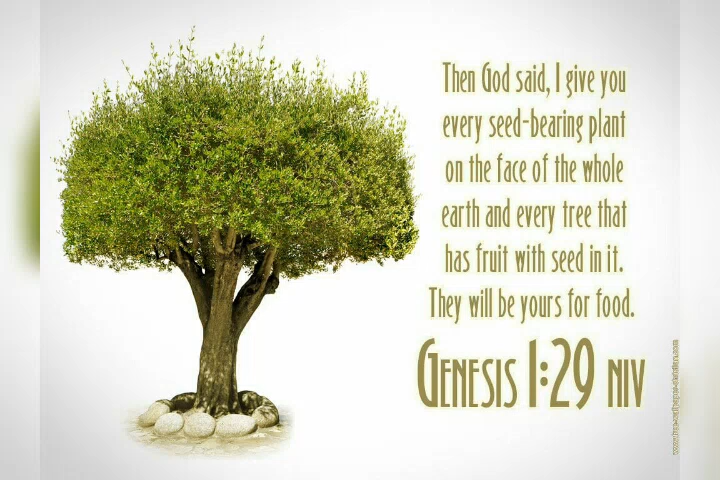 Then God said, I give you
every seed-bearing plant
on the face of the whole
earth and every tree that
has fruit with seed in it.
They will be yours for food.
GENESIS 1:29 NIV